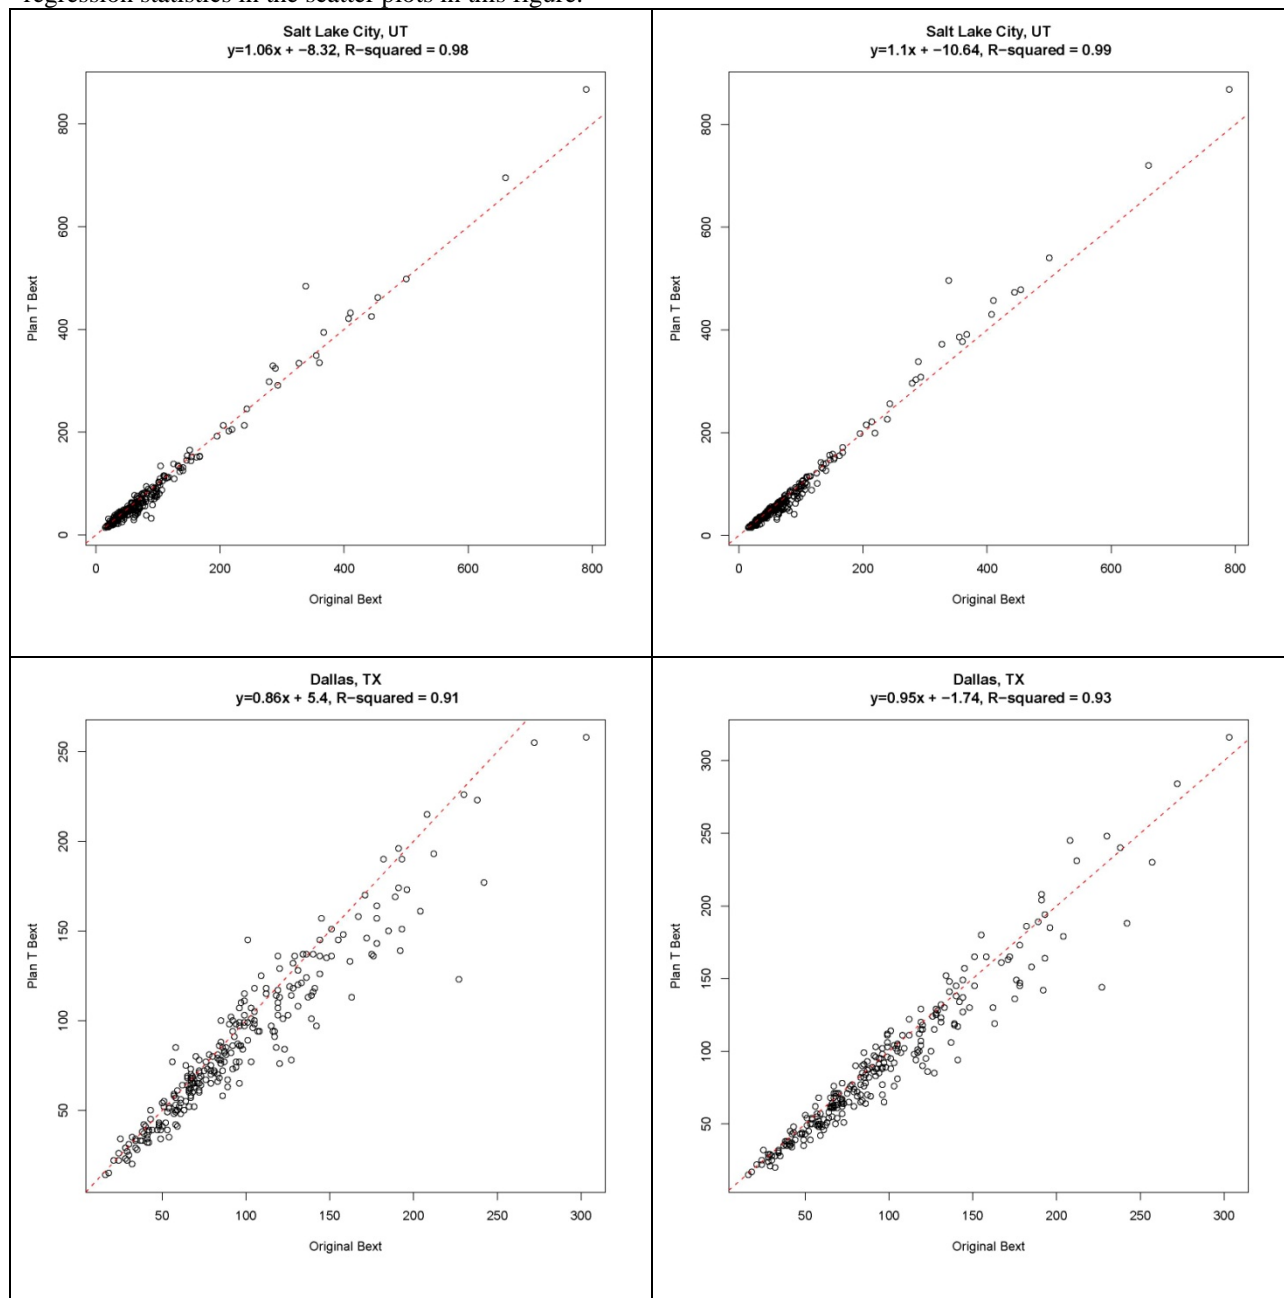 regression statistics in the scatter plots in this figure.
Salt Lake City, UT
y=1.06x + −8.32, R−squared = 0.98
Plan T Bext
800
600
400
200
0
0 200 400 600 800
Original Bext
Salt Lake City, UT
y=1.1x + −10.64, R−squared = 0.99
Plan T Bext
800
600
400
200
0
0 200 400 600 800
Original Bext
Dallas, TX
y=0.86x + 5.4, R−squared = 0.91
Plan T Bext
250
200
150
100
50
50 100 150 200 250 300
Original Bext
Dallas, TX
y=0.95x + −1.74, R−squared = 0.93
Plan T Bext
300
250
200
150
100
50
50 100 150 200 250 300
Original Bext